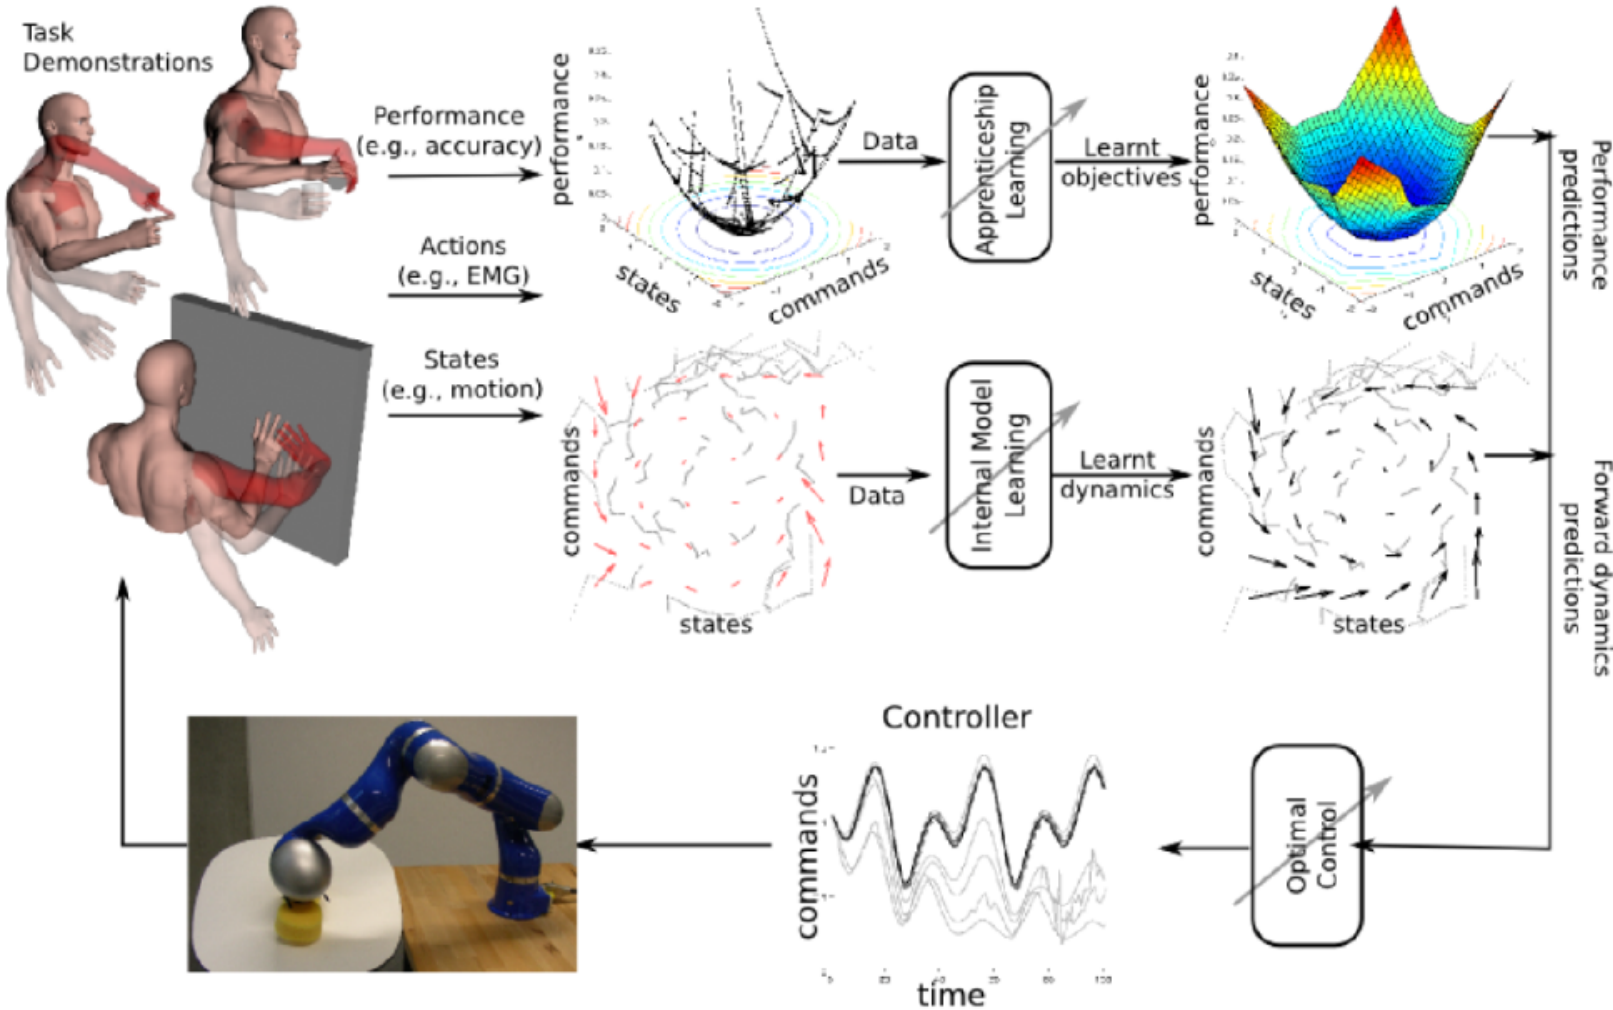 Task
Demonstrations
Performance
(e.g., accuracy)
Actions
(e.g., EMG)
States
(e.g., motion)
performance
states
commands
Data
Apprenticeship
Learning
Learnt
objectives
performance
states
commands
Performance
predictions
commands
states
Data
Internal Model
Learning
Learnt
dynamics
commands
states
Forward dynamics
predictions
Optimal
Control
Controller
commands
time